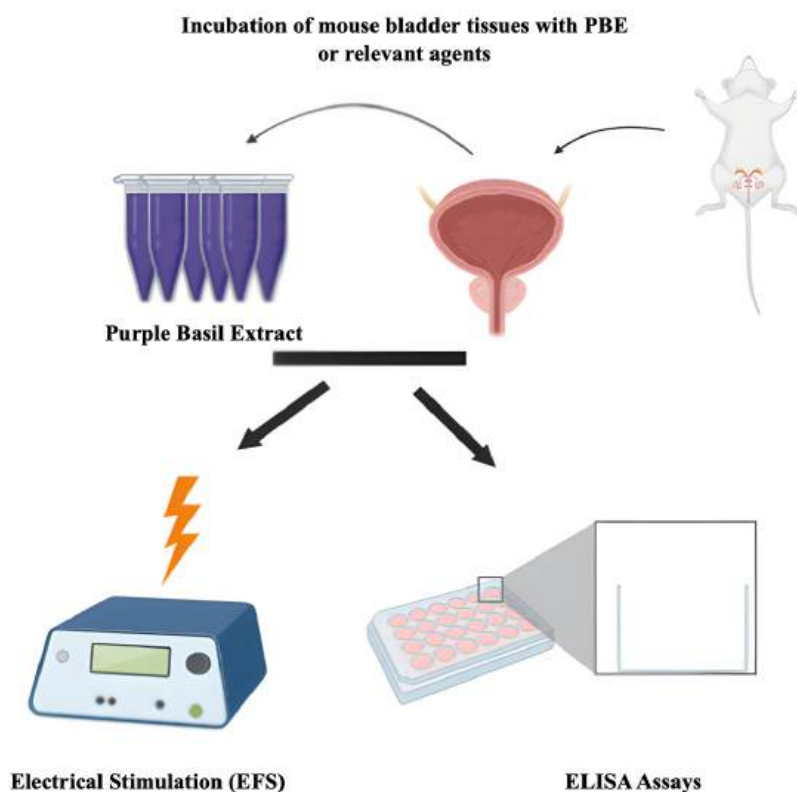 Incubation of mouse bladder tissues with PBE
or relevant agents
Purple Basil Extract
Electrical Stimulation (EFS)
ELISA Assays